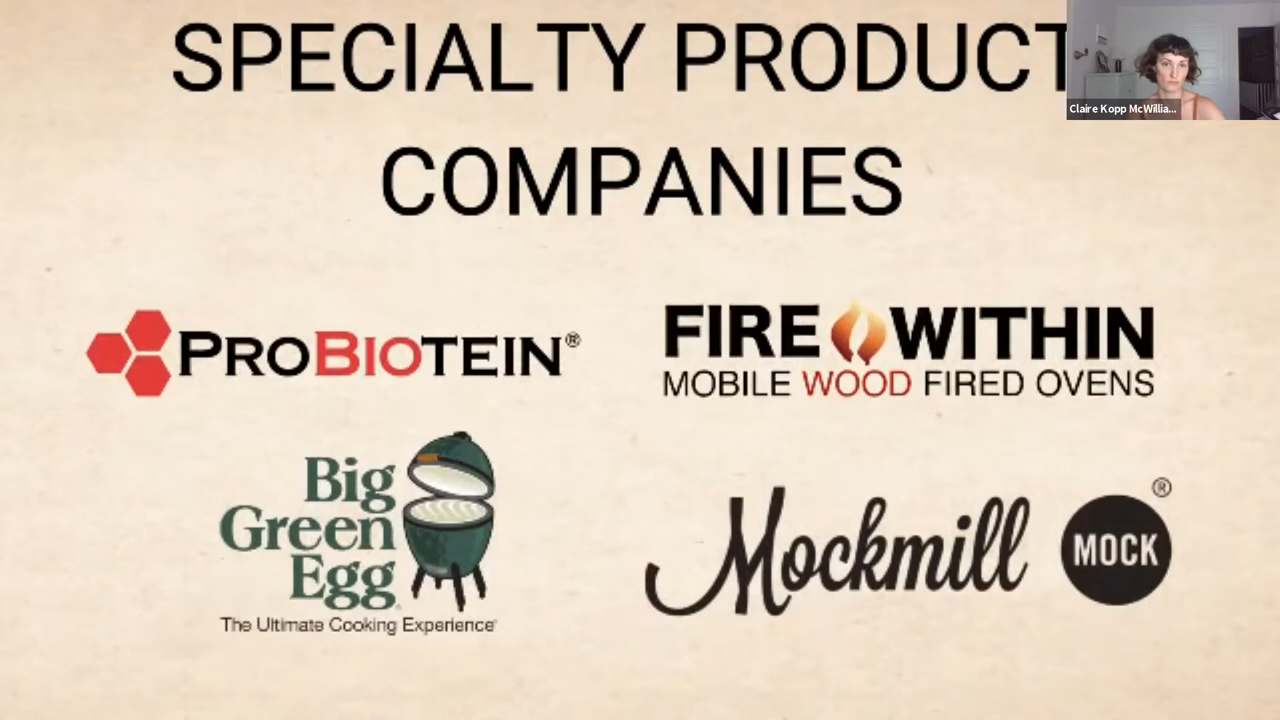 SPECIALTY PRODUCT
COMPANIES
Claire Kopp McWillia...
PROBIOTEIN®
FIRE WITHIN
MOBILE WOOD FIRED OVENS
Big
Green
Egg
The Ultimate Cooking Experience
Mockmill MOCK ®